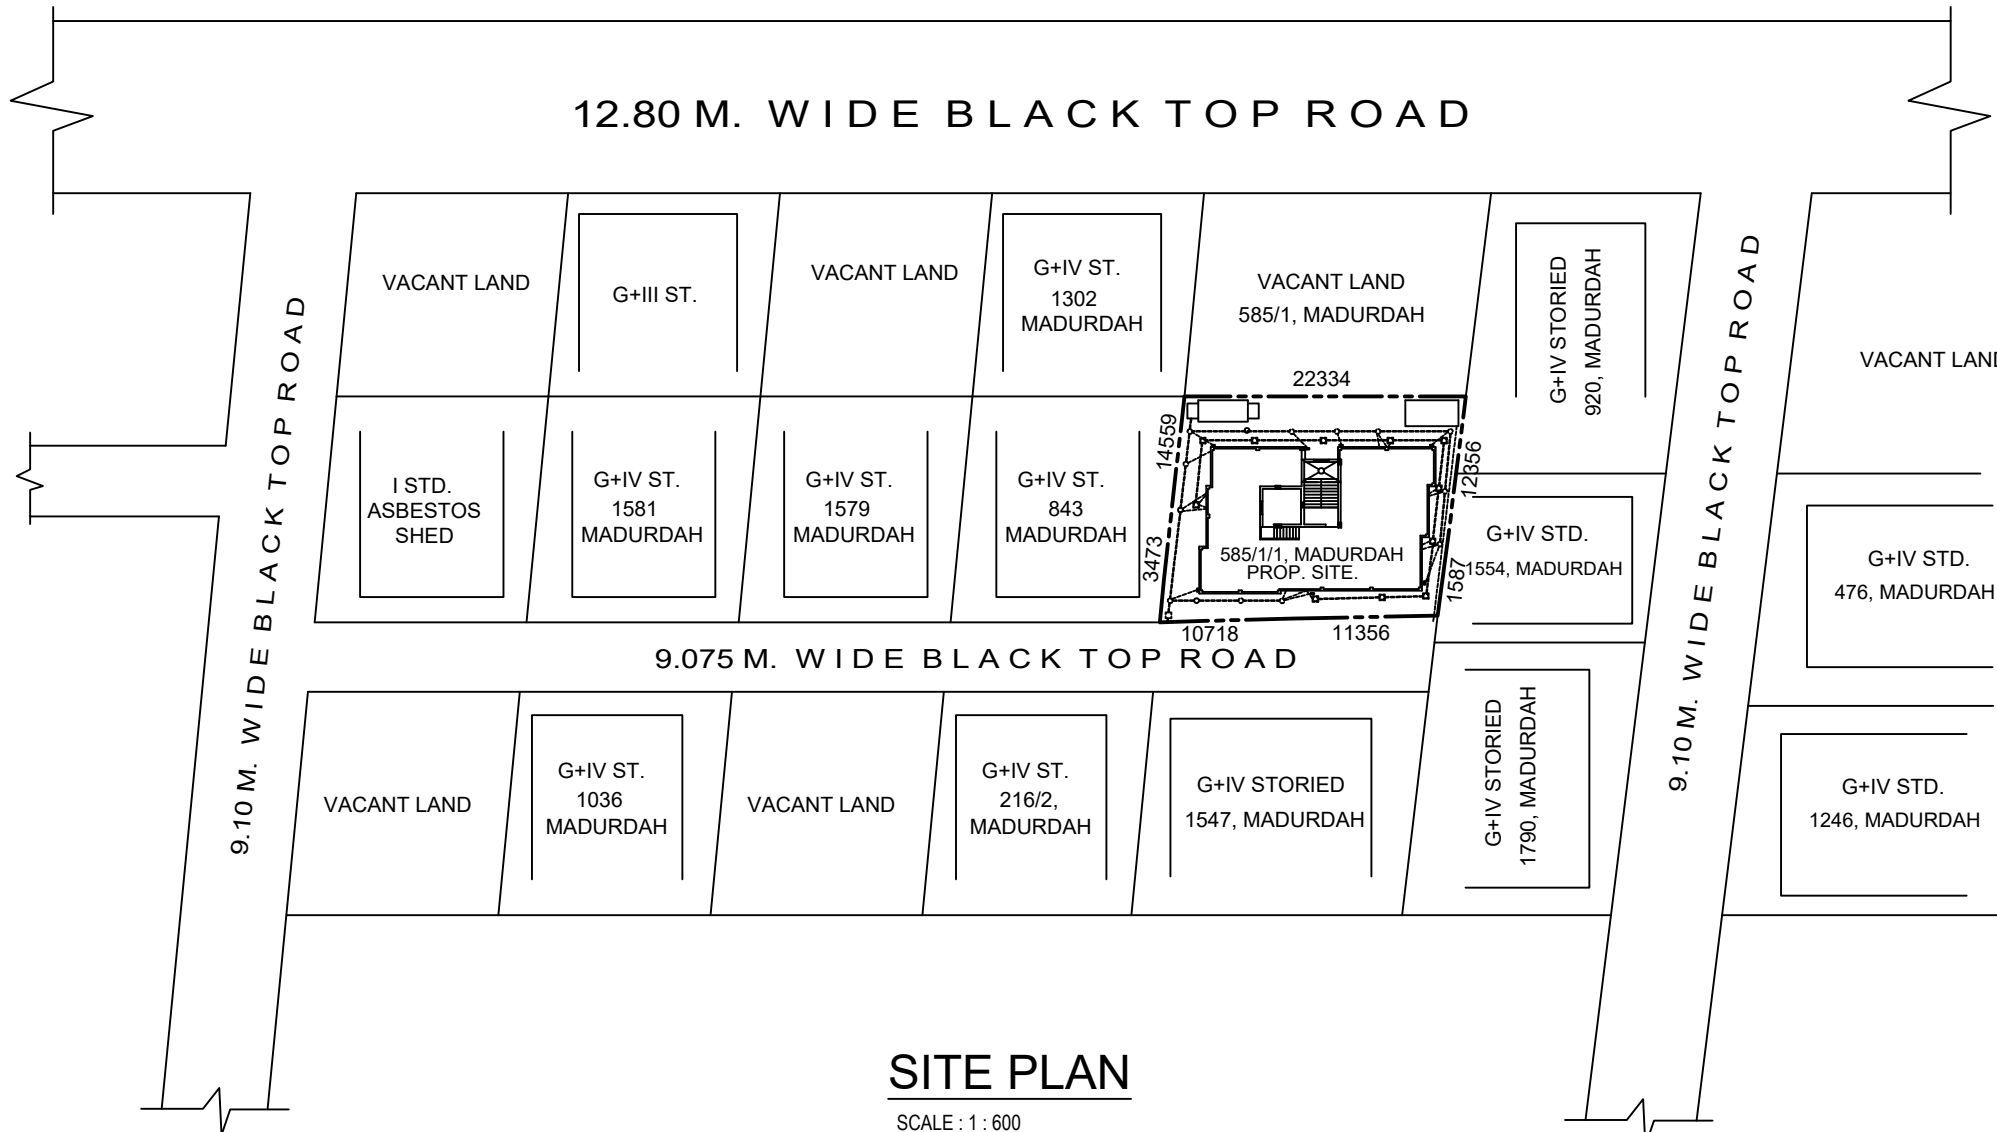 12.80 M. WIDE BLACK TOP ROAD
VACANT LAND
G+III ST.
VACANT LAND
G+IV ST.
1302
MADURDAH
VACANT LAND
585/1, MADURDAH
G+IV STORIED
920, MADURDAH
VACANT LAND
9.10 M. WIDE BLACK TOP ROAD
9.10 M. WIDE BLACK TOP ROAD
I STD.
ASBESTOS
SHED
G+IV ST.
1581
MADURDAH
G+IV ST.
1579
MADURDAH
G+IV ST.
843
MADURDAH
22334
14559
3473
12356
1587
10718
11356
585/1/1, MADURDAH
PROP. SITE.
G+IV STD.
1554, MADURDAH
G+IV STD.
476, MADURDAH
9.075 M. WIDE BLACK TOP ROAD
VACANT LAND
G+IV ST.
1036
MADURDAH
VACANT LAND
G+IV ST.
216/2,
MADURDAH
G+IV STORIED
1547, MADURDAH
G+IV STORIED
1790, MADURDAH
G+IV STD.
1246, MADURDAH
SITE PLAN
SCALE : 1 : 600